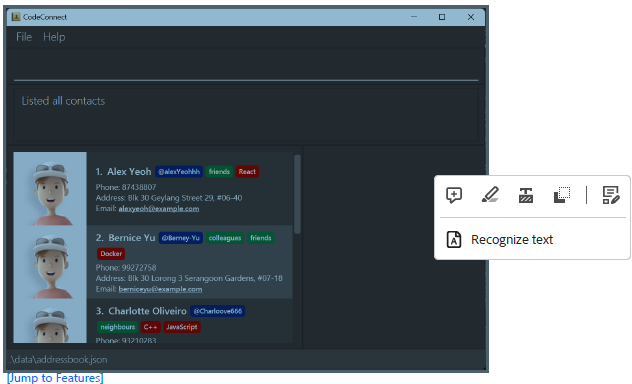 CodeConnect
File Help
Listed all contacts
1. Alex Yeoh @alexYeohhh friends React
Phone: 87438807
Address: Blk 30 Geylang Street 29, #06-40
Email: alexyeoh@example.com
2. Bernice Yu @Berney-Yu colleagues friends
Docker
Phone: 99272758
Address: Blk 30 Lorong 3 Serangoon Gardens, #07-18
Email: berniceyu@example.com
3. Charlotte Oliveiro @Charloove666
neighbours C++ JavaScript
Phone: 93210283
.\data\addressbook.json
[Jump to Features]
Recognize text